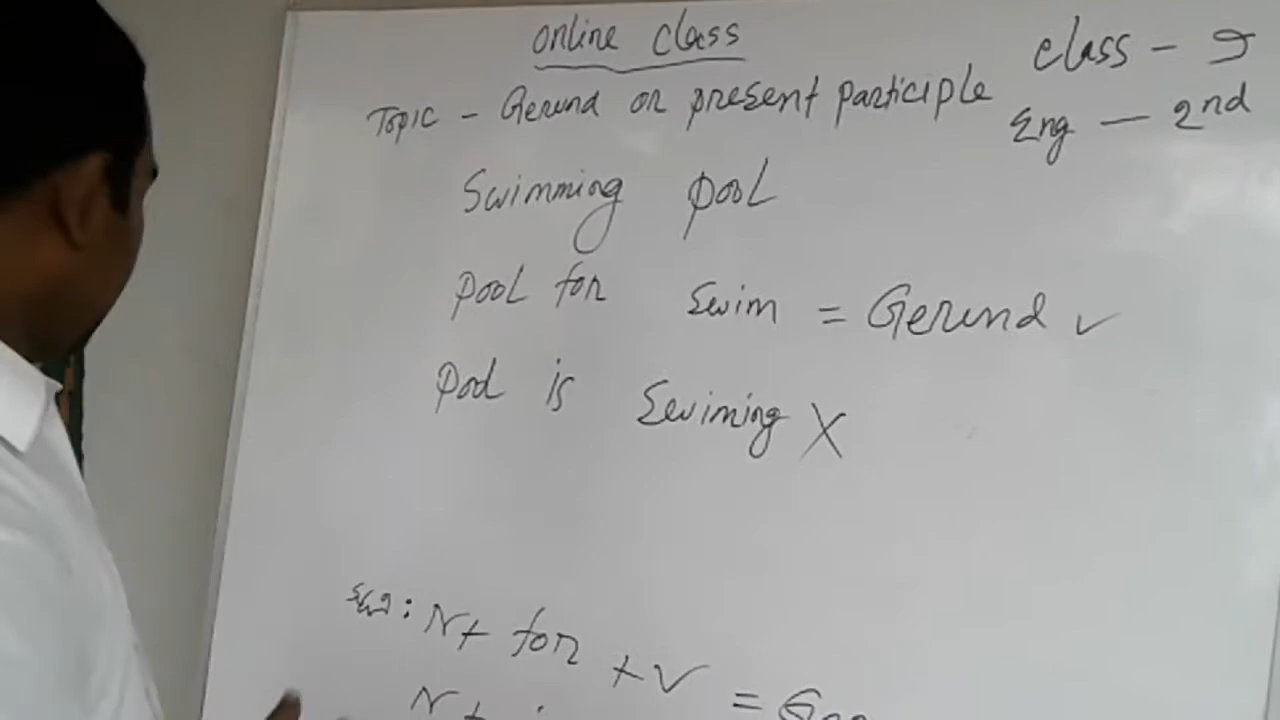 Online Class
Class - 9
Topic - Gerund or present participle
Eng - 2nd
Swimming pool
pool for swim = Gerund ✓
pool is Swiming X
সূত্র: N + for + V = Ger
N +